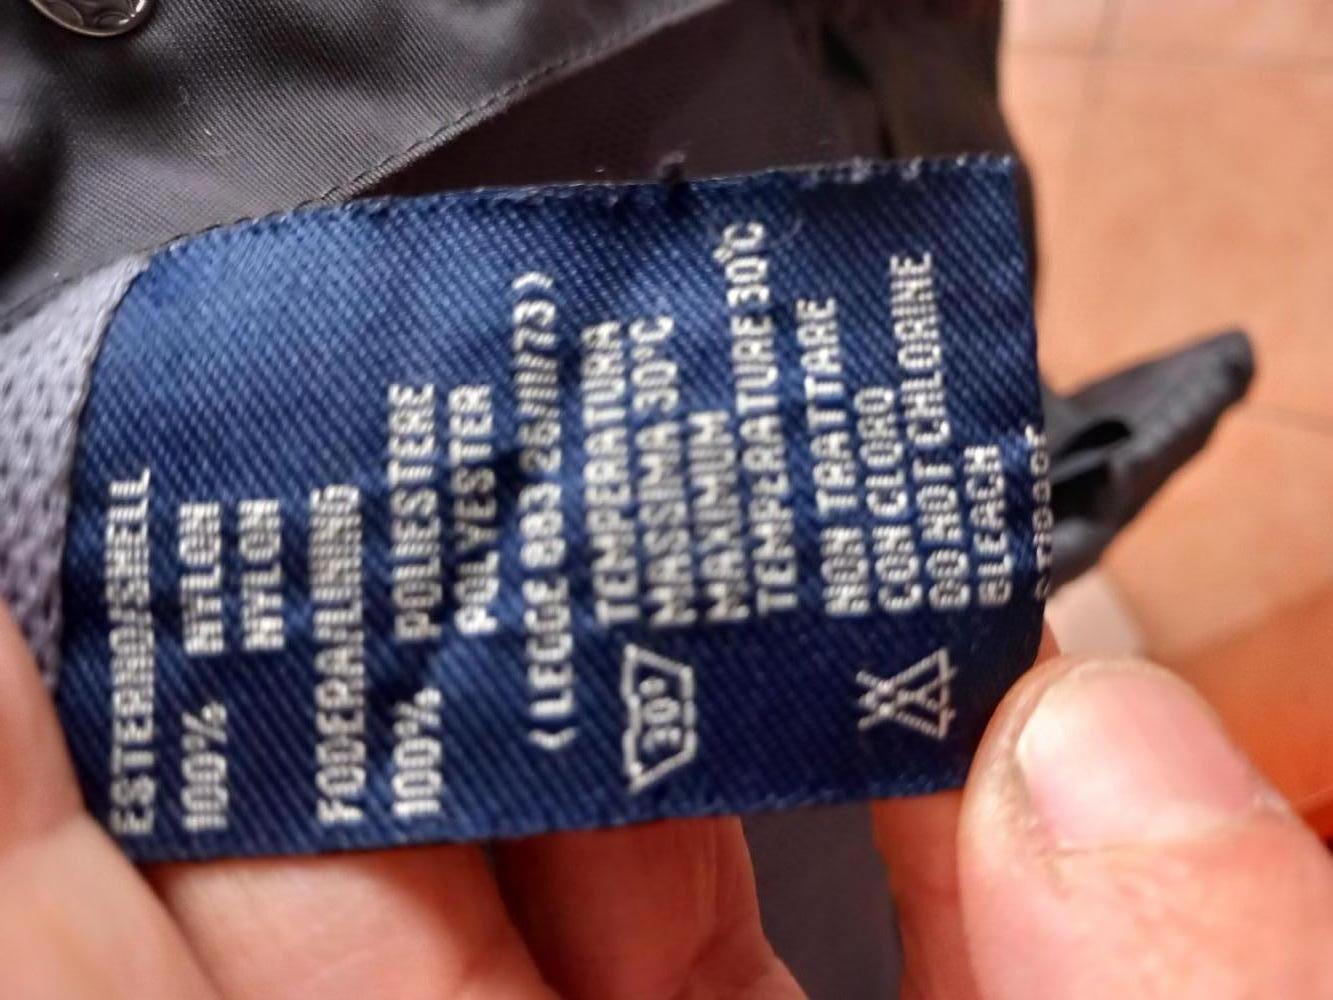 ESTERNO/SHELL
100% NYLON
NYLON
FODERA/LINING
100% POLIESTERE
POLYESTER
(LEGGE 883 26/III/73)
30° TEMPERATURA
MASSIMA 30°C
MAXIMUM
TEMPERATURE 30°C
NON TRATTARE
CON CLORO
DO NOT CHLORINE
BLEACH